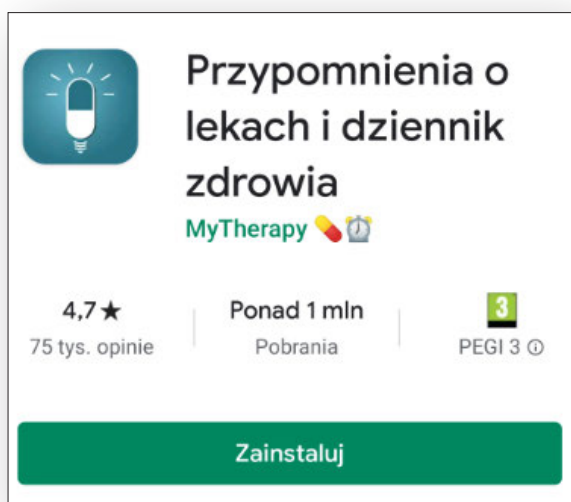 Przypomnienia o
lekach i dziennik
zdrowia
MyTherapy 💊⏰
4,7★ Ponad 1 mln 3
75 tys. opinie Pobrania PEGI 3 ⓘ
Zainstaluj